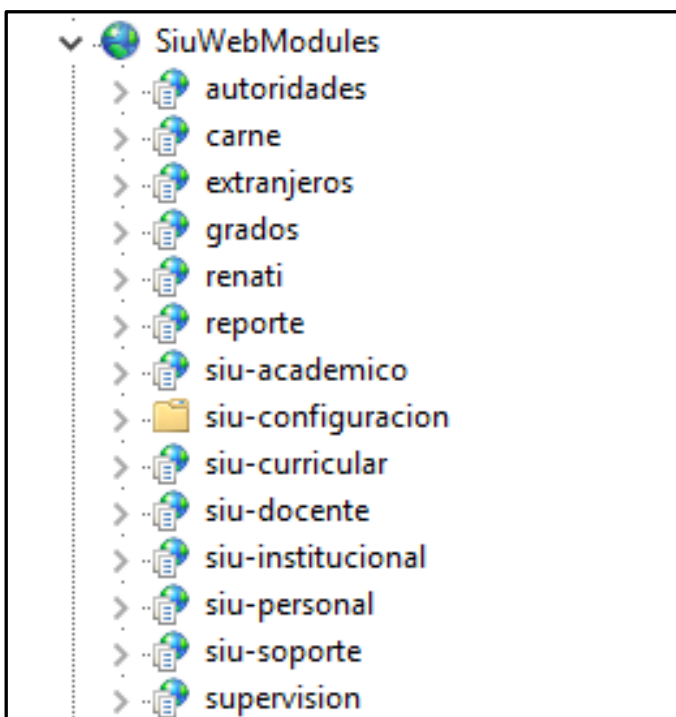 SiuWebModules
autoridades
carne
extranjeros
grados
renati
reporte
siu-academico
siu-configuracion
siu-curricular
siu-docente
siu-institucional
siu-personal
siu-soporte
supervision